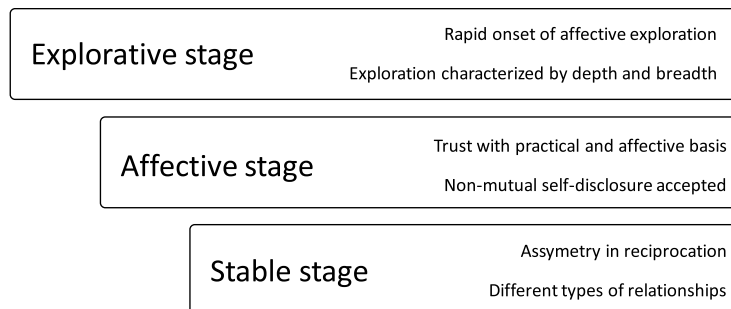 Explorative stage
Rapid onset of affective exploration
Exploration characterized by depth and breadth
Affective stage
Trust with practical and affective basis
Non-mutual self-disclosure accepted
Stable stage
Assymetry in reciprocation
Different types of relationships